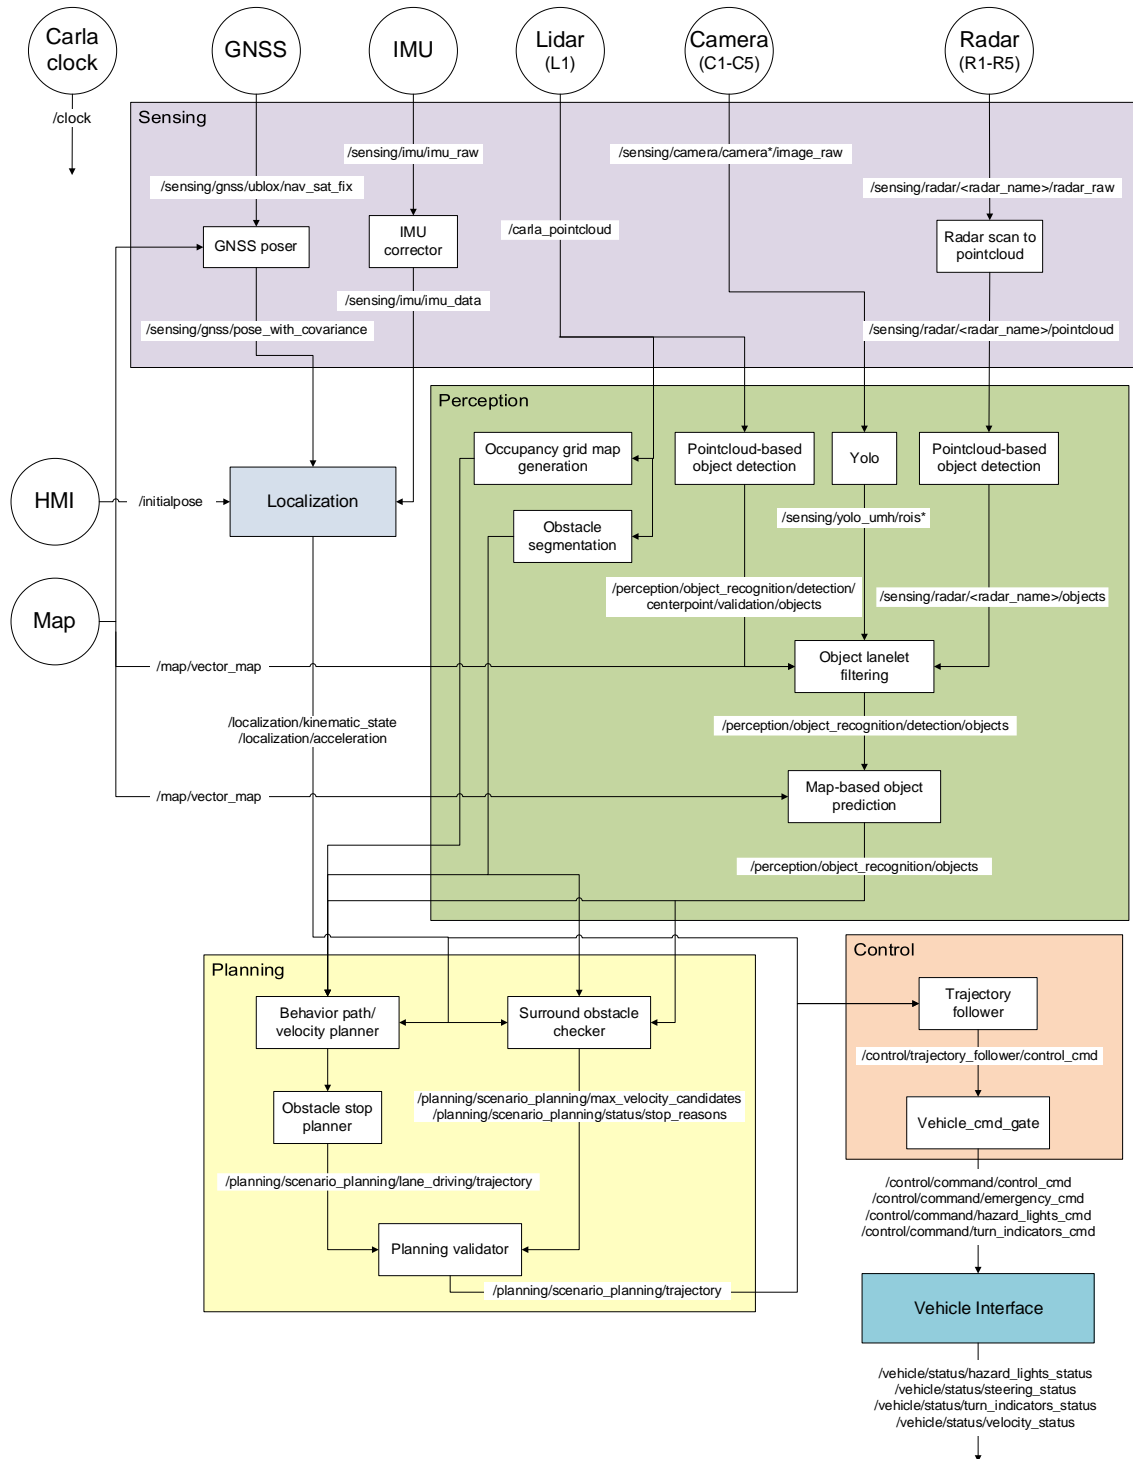 Carla
clock
GNSS
IMU
Lidar
(L1)
Camera
(C1-C5)
Radar
(R1-R5)
/clock
Sensing
/sensing/imu/imu_raw
/sensing/camera/camera*/image_raw
/sensing/gnss/ublox/nav_sat_fix
/sensing/radar/<radar_name>/radar_raw
/carla_pointcloud
GNSS poser
IMU
corrector
Radar scan to
pointcloud
/sensing/imu/imu_data
/sensing/gnss/pose_with_covariance
/sensing/radar/<radar_name>/pointcloud
Perception
Occupancy grid map
generation
Pointcloud-based
object detection
Yolo
Pointcloud-based
object detection
HMI
/initialpose
Localization
/sensing/yolo_umh/rois*
Obstacle
segmentation
/perception/object_recognition/detection/
centerpoint/validation/objects
/sensing/radar/<radar_name>/objects
Map
/map/vector_map
Object lanelet
filtering
/localization/kinematic_state
/localization/acceleration
/perception/object_recognition/detection/objects
/map/vector_map
Map-based object
prediction
/perception/object_recognition/objects
Planning
Control
Behavior path/
velocity planner
Surround obstacle
checker
Trajectory
follower
/control/trajectory_follower/control_cmd
Obstacle stop
planner
/planning/scenario_planning/max_velocity_candidates
/planning/scenario_planning/status/stop_reasons
Vehicle_cmd_gate
/planning/scenario_planning/lane_driving/trajectory
/control/command/control_cmd
/control/command/emergency_cmd
/control/command/hazard_lights_cmd
/control/command/turn_indicators_cmd
Planning validator
/planning/scenario_planning/trajectory
Vehicle Interface
/vehicle/status/hazard_lights_status
/vehicle/status/steering_status
/vehicle/status/turn_indicators_status
/vehicle/status/velocity_status